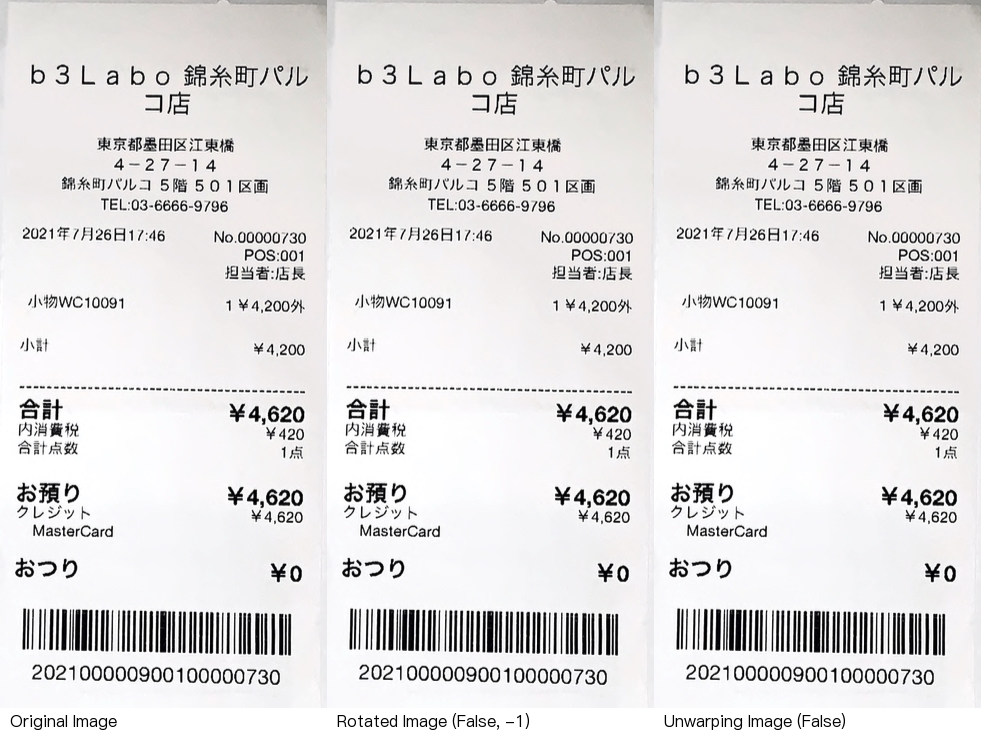 b3Labo 錦糸町パル
コ店
東京都墨田区江東橋
4-27-14
錦糸町パルコ 5階 501区画
TEL:03-6666-9796
2021年7月26日17:46 No.00000730
POS:001
担当者:店長
小物WC10091 1 ¥4,200外
小計 ¥4,200
合計 ¥4,620
内消費税 ¥420
合計点数 1点
お預り ¥4,620
クレジット ¥4,620
MasterCard
おつり ¥0
2021000009001000007​30
Original Image
b3Labo 錦糸町パル
コ店
東京都墨田区江東橋
4-27-14
錦糸町パルコ 5階 501区画
TEL:03-6666-9796
2021年7月26日17:46 No.00000730
POS:001
担当者:店長
小物WC10091 1 ¥4,200外
小計 ¥4,200
合計 ¥4,620
内消費税 ¥420
合計点数 1点
お預り ¥4,620
クレジット ¥4,620
MasterCard
おつり ¥0
202100000900100000730
Rotated Image (False, -1)
b3Labo 錦糸町パル
コ店
東京都墨田区江東橋
4-27-14
錦糸町パルコ 5階 501区画
TEL:03-6666-9796
2021年7月26日17:46 No.00000730
POS:001
担当者:店長
小物WC10091 1 ¥4,200外
小計 ¥4,200
合計 ¥4,620
内消費税 ¥420
合計点数 1点
お預り ¥4,620
クレジット ¥4,620
MasterCard
おつり ¥0
202100000900100000730
Unwarping Image (False)